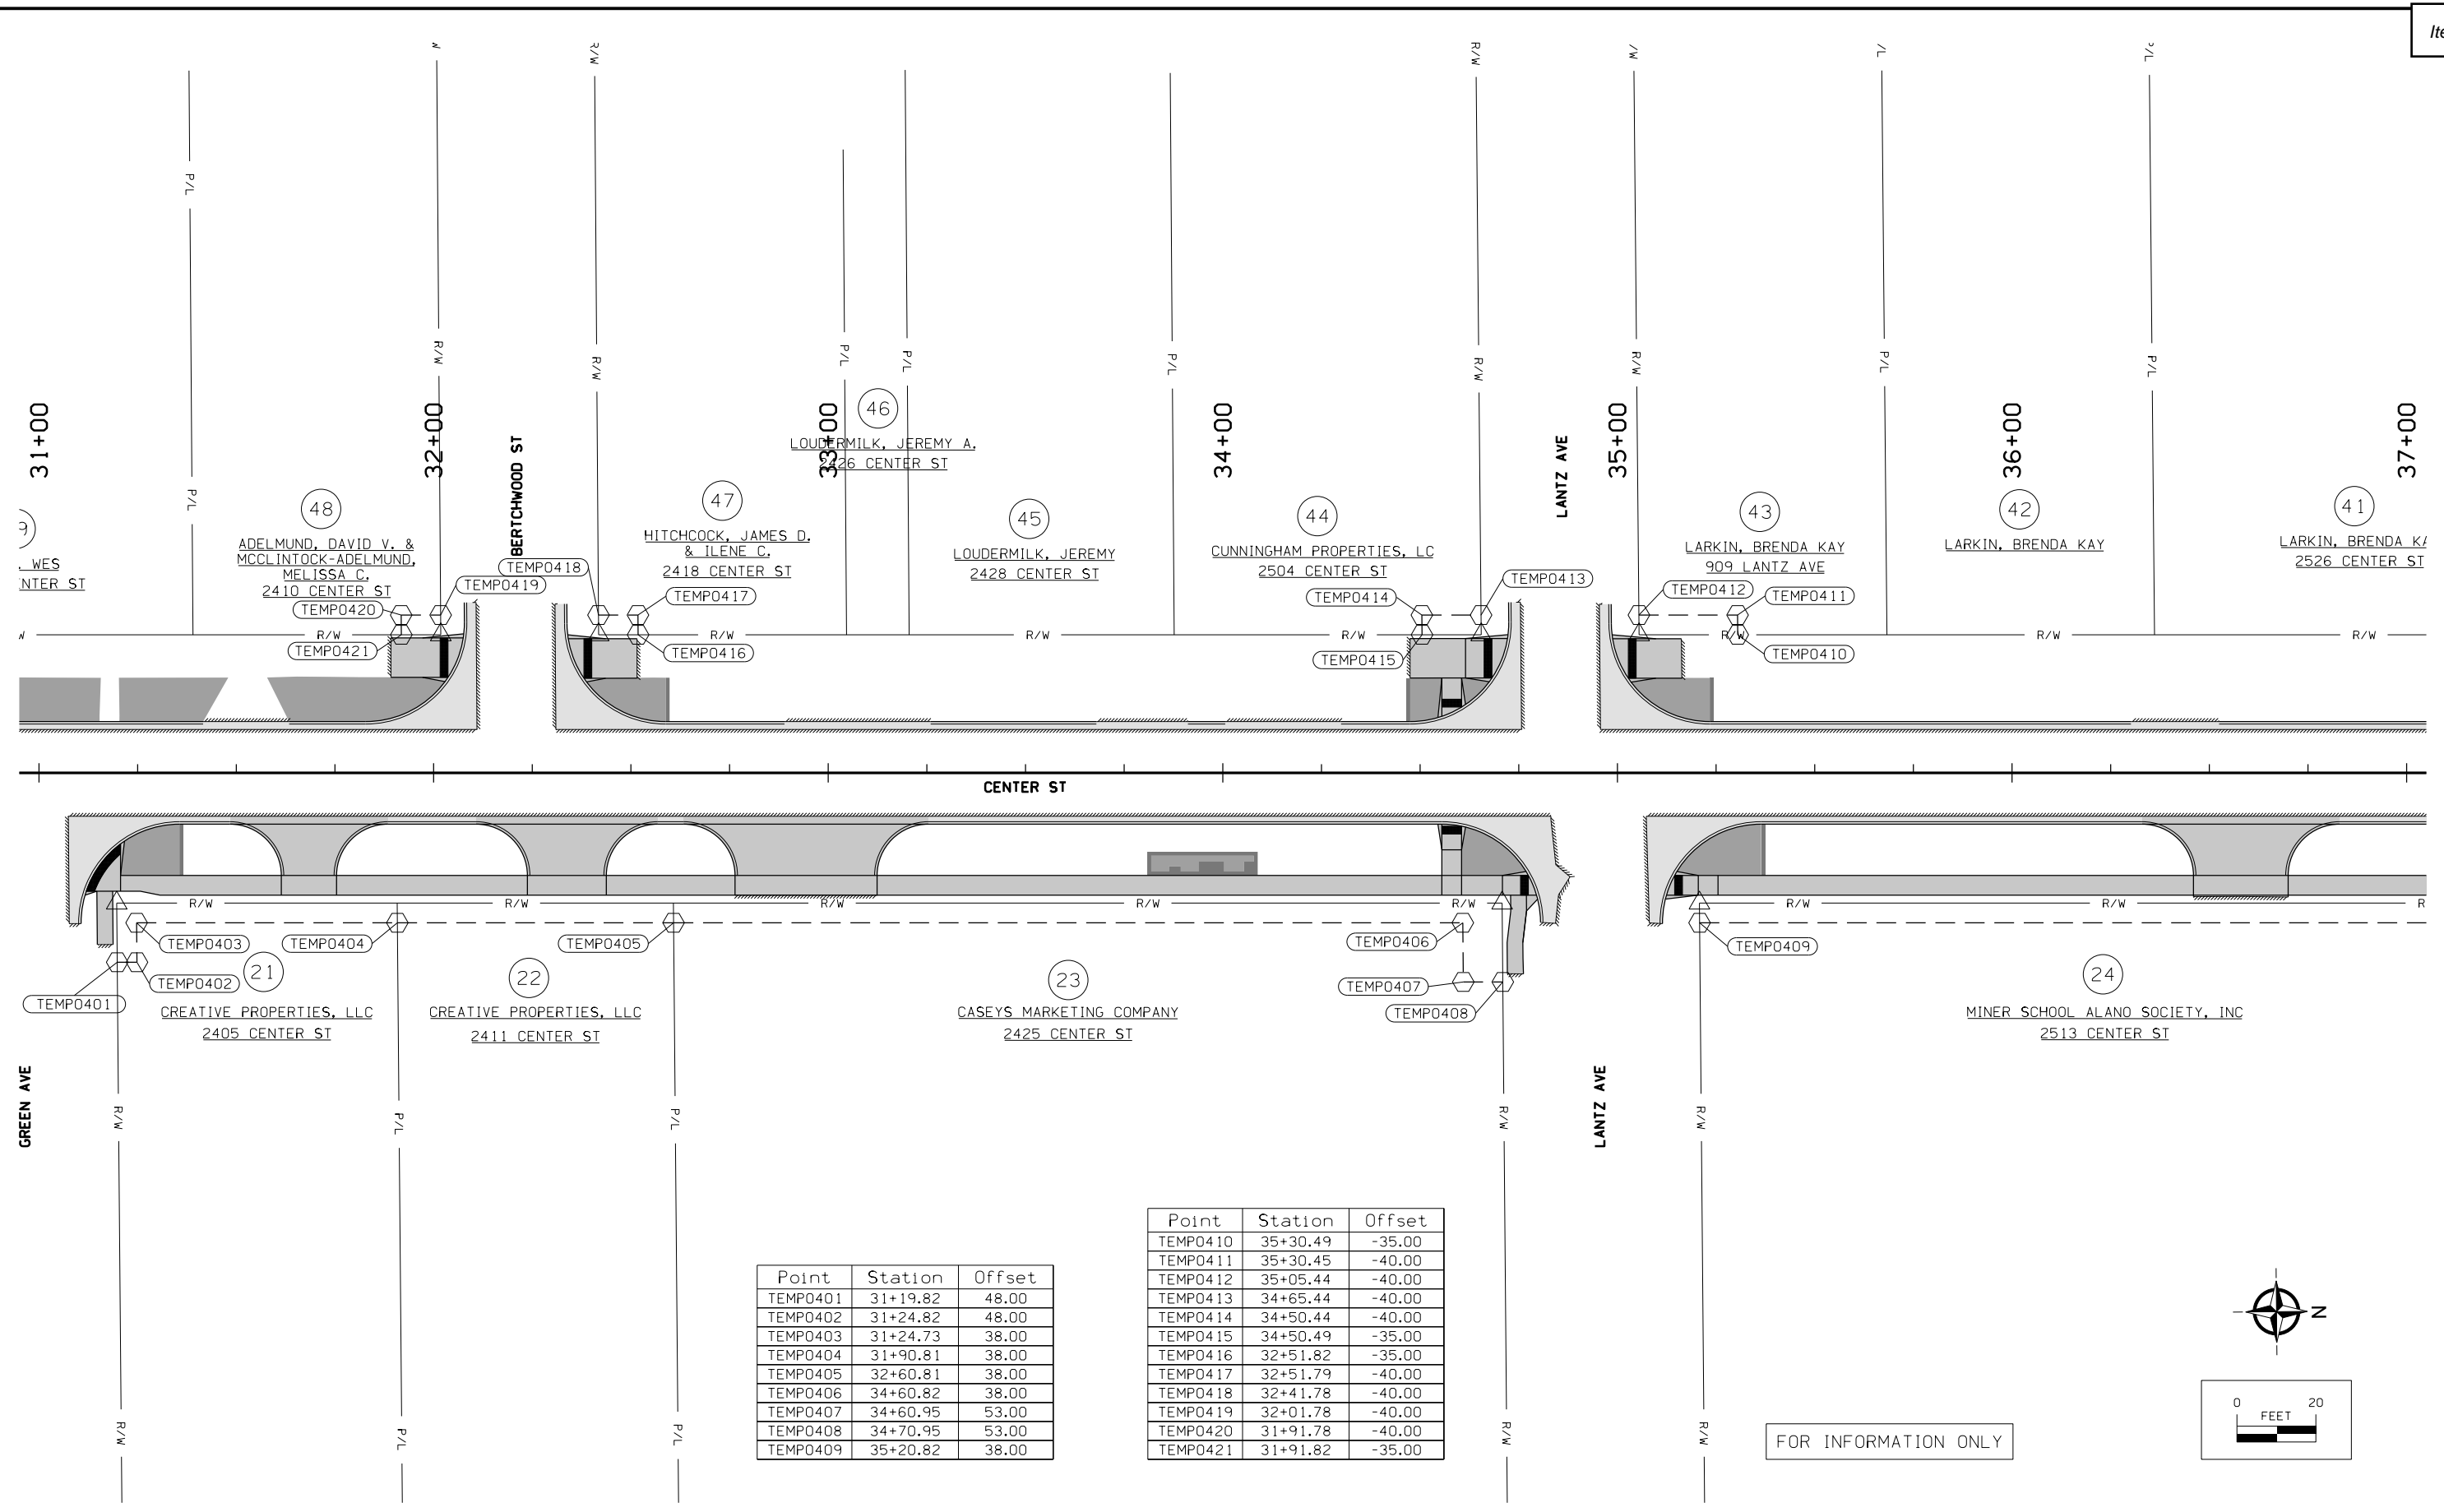 Ite
R/W
R/W
R/W
P/L
R/W
R/W
P/L
P/L
P/L
R/W
R/W
P/L
P/L
P/L
31+00
32+00
33+00
34+00
35+00
36+00
37+00
BERTCHWOOD ST
LANTZ AVE
46
LOUDERMILK, JEREMY A.
2426 CENTER ST
. WES
NTER ST
48
ADELMUND, DAVID V. &
MCCLINTOCK-ADELMUND,
MELISSA C.
2410 CENTER ST
47
HITCHCOCK, JAMES D.
& ILENE C.
2418 CENTER ST
45
LOUDERMILK, JEREMY
2428 CENTER ST
44
CUNNINGHAM PROPERTIES, LC
2504 CENTER ST
43
LARKIN, BRENDA KAY
909 LANTZ AVE
42
LARKIN, BRENDA KAY
41
LARKIN, BRENDA KA
2526 CENTER ST
TEMP0418
TEMP0419
TEMP0420
TEMP0421
TEMP0417
TEMP0416
TEMP0413
TEMP0414
TEMP0415
TEMP0412
TEMP0411
TEMP0410
R/W
R/W
R/W
R/W
R/W
R/W
R/W
CENTER ST
R/W
R/W
R/W
R/W
R/W
R/W
R/W
R
TEMP0403
TEMP0404
TEMP0405
TEMP0406
TEMP0409
TEMP0402
TEMP0401
TEMP0407
TEMP0408
21
CREATIVE PROPERTIES, LLC
2405 CENTER ST
22
CREATIVE PROPERTIES, LLC
2411 CENTER ST
23
CASEYS MARKETING COMPANY
2425 CENTER ST
24
MINER SCHOOL ALANO SOCIETY, INC
2513 CENTER ST
GREEN AVE
LANTZ AVE
R/W
P/L
P/L
R/W
R/W
R/W
P/L
P/L
R/W
R/W
Point Station Offset
TEMP0401 31+19.82 48.00
TEMP0402 31+24.82 48.00
TEMP0403 31+24.73 38.00
TEMP0404 31+90.81 38.00
TEMP0405 32+60.81 38.00
TEMP0406 34+60.82 38.00
TEMP0407 34+60.95 53.00
TEMP0408 34+70.95 53.00
TEMP0409 35+20.82 38.00
Point Station Offset
TEMP0410 35+30.49 -35.00
TEMP0411 35+30.45 -40.00
TEMP0412 35+05.44 -40.00
TEMP0413 34+65.44 -40.00
TEMP0414 34+50.44 -40.00
TEMP0415 34+50.49 -35.00
TEMP0416 32+51.82 -35.00
TEMP0417 32+51.79 -40.00
TEMP0418 32+41.78 -40.00
TEMP0419 32+01.78 -40.00
TEMP0420 31+91.78 -40.00
TEMP0421 31+91.82 -35.00
N
0 20
FEET
FOR INFORMATION ONLY